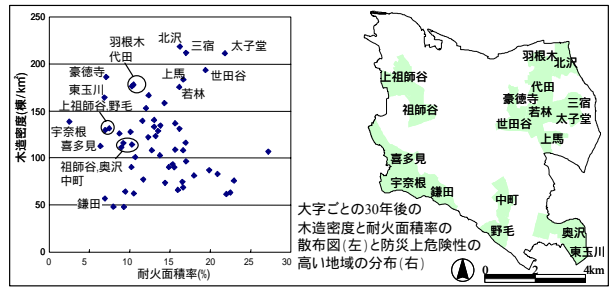 木造密度(棟/km²)
250
200
150
100
50
0
0
5
10
15
20
25
30
耐火面積率(%)
北沢
羽根木
代田
三宿
太子堂
豪徳寺
上馬
世田谷
東玉川
若林
上祖師谷,野毛
宇奈根
喜多見
祖師谷,奥沢
中町
鎌田
大字ごとの30年後の
木造密度と耐火面積率の
散布図(左)と防災上危険性の
高い地域の分布(右)
羽根木
北沢
上祖師谷
代田
祖師谷
豪徳寺
三宿
若林
世田谷
太子堂
上馬
喜多見
宇奈根
鎌田
中町
野毛
奥沢
東玉川
0
2
4km